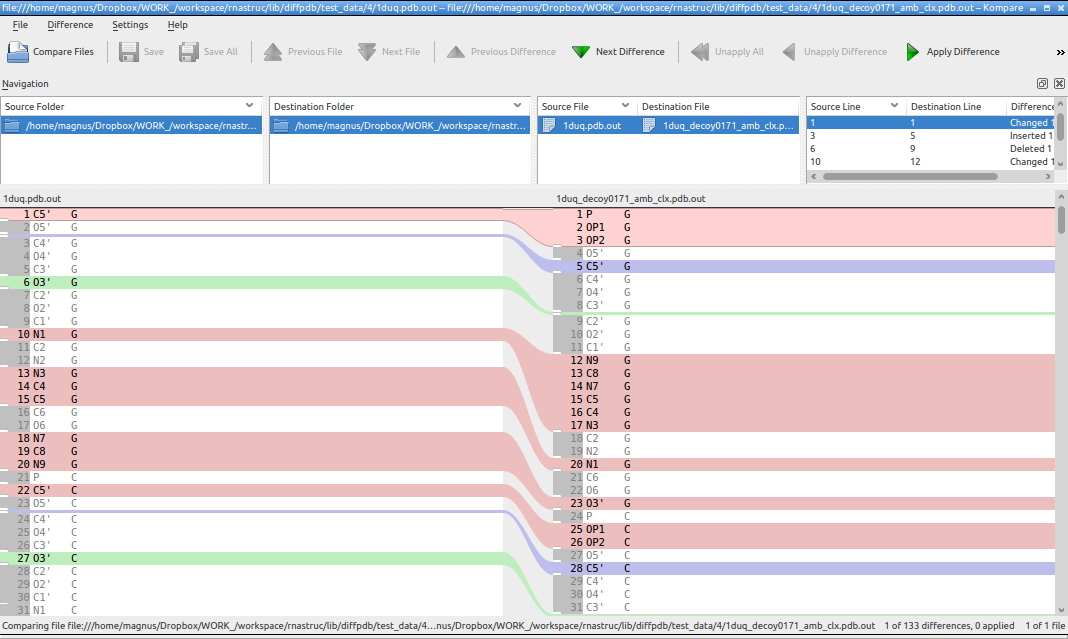 file:///home/magnus/Dropbox/WORK_/workspace/rnastruc/lib/diffpdb/test_data/4/1duq.pdb.out -- file:///home/magnus/Dropbox/WORK_/workspace/rnastruc/lib/diffpdb/test_data/4/1duq_decoy0171_amb_clx.pdb.out – Kompare
File Difference Settings Help
Compare Files Save Save All Previous File Next File Previous Difference Next Difference Unapply All Unapply Difference Apply Difference »
Navigation
Source Folder Destination Folder Source File Destination File Source Line Destination Line Difference
/home/magnus/Dropbox/WORK_/workspace/rnastr... /home/magnus/Dropbox/WORK_/workspace/rnastr... 1duq.pdb.out 1duq_decoy0171_amb_clx.p... 1 1 Changed 1
3 5 Inserted 1
6 9 Deleted 1
10 12 Changed 1
1duq.pdb.out 1duq_decoy0171_amb_clx.pdb.out
1 C5' G 1 P G
2 O5' G 2 OP1 G
3 C4' G 3 OP2 G
4 O4' G 4 O5' G
5 C3' G 5 C5' G
6 O3' G 6 C4' G
7 C2' G 7 O4' G
8 O2' G 8 C3' G
9 C1' G 9 C2' G
10 N1 G 10 O2' G
11 C2 G 11 C1' G
12 N2 G 12 N9 G
13 N3 G 13 C8 G
14 C4 G 14 N7 G
15 C5 G 15 C5 G
16 C6 G 16 C4 G
17 O6 G 17 N3 G
18 N7 G 18 C2 G
19 C8 G 19 N2 G
20 N9 G 20 N1 G
21 P C 21 C6 G
22 C5' C 22 O6 G
23 O5' C 23 O3' G
24 C4' C 24 P C
25 O4' C 25 OP1 C
26 C3' C 26 OP2 C
27 O3' C 27 O5' C
28 C2' C 28 C5' C
29 O2' C 29 C4' C
30 C1' C 30 O4' C
31 N1 C 31 C3' C
Comparing file file:///home/magnus/Dropbox/WORK_/workspace/rnastruc/lib/diffpdb/test_data/4...nus/Dropbox/WORK_/workspace/rnastruc/lib/diffpdb/test_data/4/1duq_decoy0171_amb_clx.pdb.out 1 of 133 differences, 0 applied 1 of 1 file